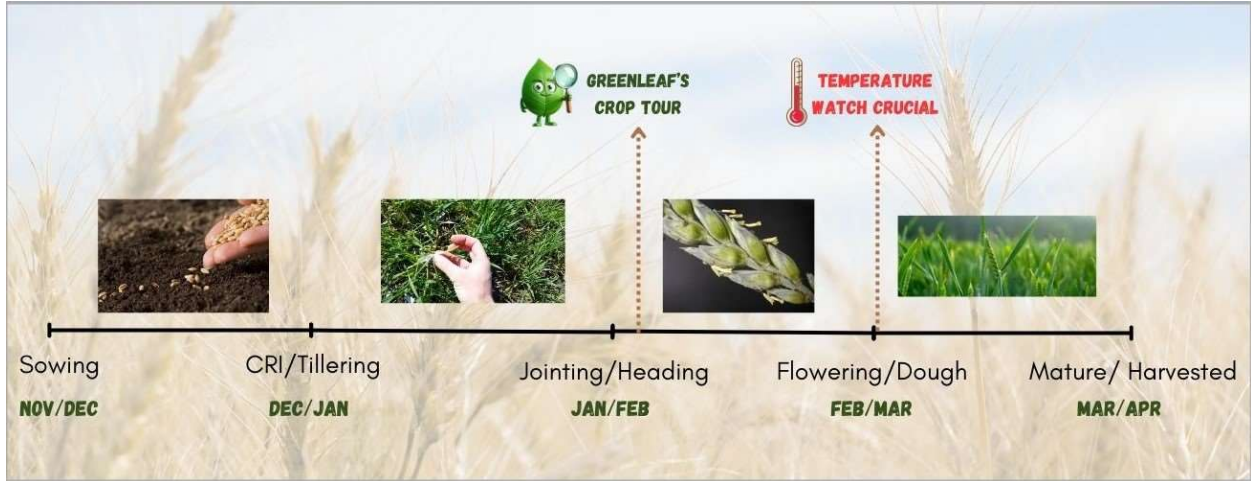 GREENLEAF'S
CROP TOUR
TEMPERATURE
WATCH CRUCIAL
Sowing
CRI/Tillering
Jointing/Heading
Flowering/Dough
Mature/ Harvested
NOV/DEC
DEC/JAN
JAN/FEB
FEB/MAR
MAR/APR